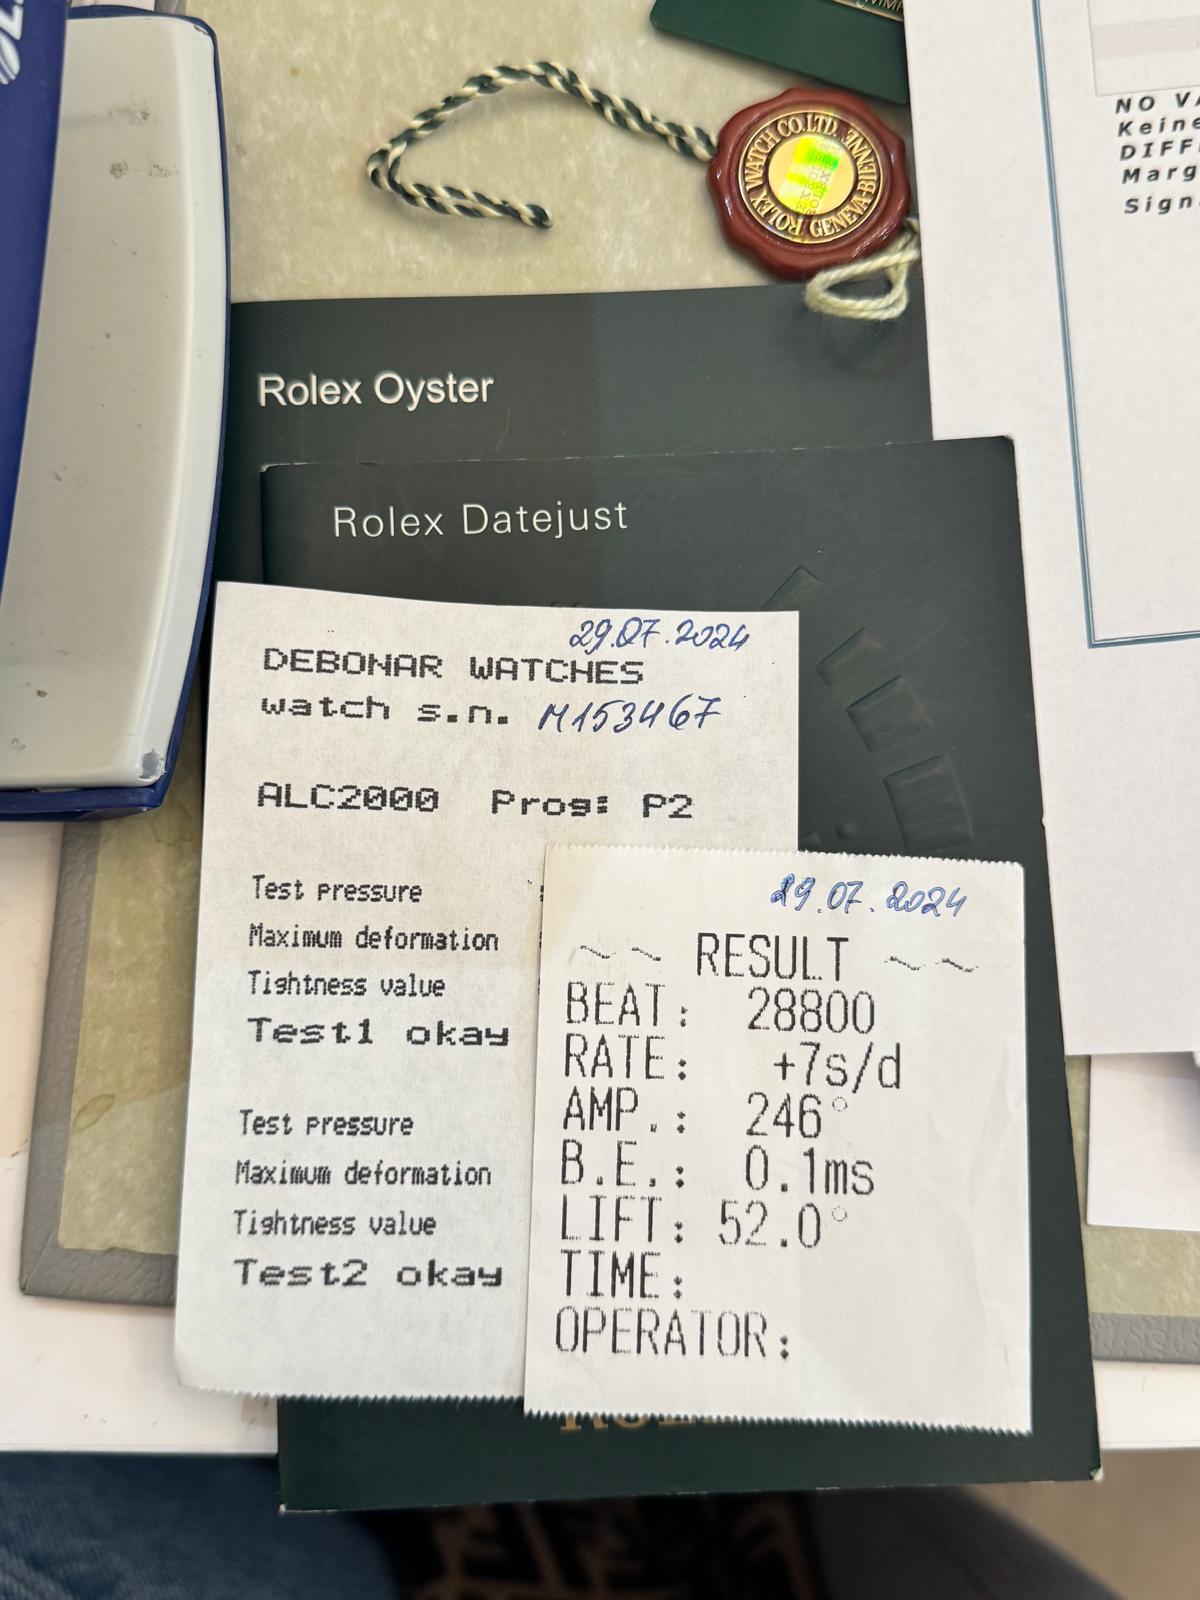 NO
Keine
DIFF
Marg
Sign
ROLEX WATCH CO.LTD. GENEVA-BIENNE
Rolex Oyster
Rolex Datejust
29.07.2024
DEBONAR WATCHES
watch s.n. M153467
ALC2000 Prog: P2
Test pressure :
Maximum deformation :
Tightness value :
Test1 okay
Test pressure
Maximum deformation
Tightness value
Test2 okay
29.07.2024
~~ RESULT ~~
BEAT: 28800
RATE: +7s/d
AMP.: 246°
B.E.: 0.1ms
LIFT: 52.0°
TIME:
OPERATOR: